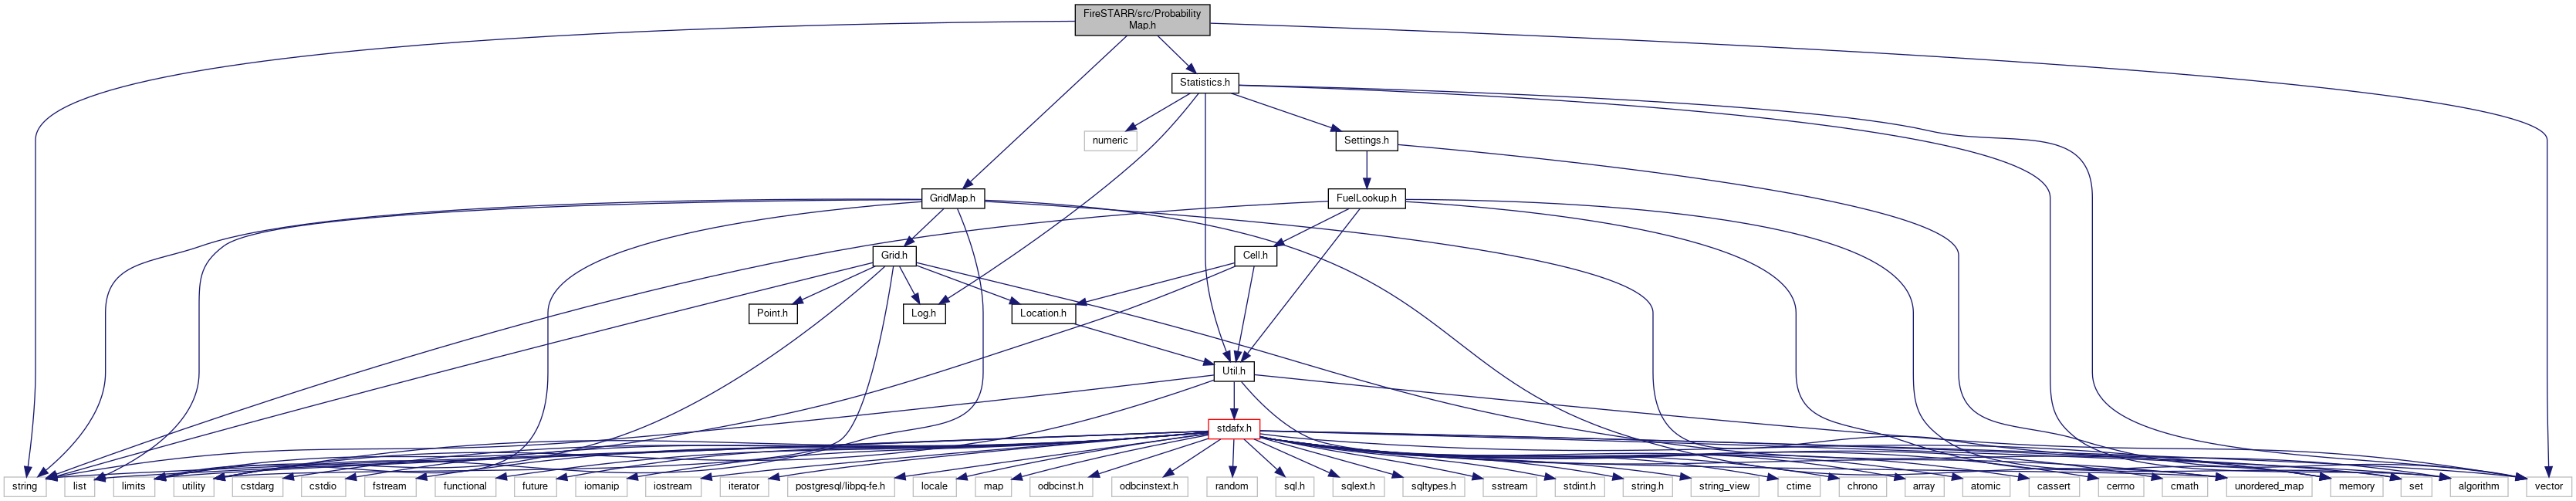 FireSTARR/src/Probability
Map.h
Statistics.h
numeric
Settings.h
GridMap.h
FuelLookup.h
Grid.h
Cell.h
Point.h
Log.h
Location.h
Util.h
stdafx.h
string
list
limits
utility
cstdarg
cstdio
fstream
functional
future
iomanip
iostream
iterator
postgresql/libpq-fe.h
locale
map
odbcinst.h
odbcinstext.h
random
sql.h
sqlext.h
sqltypes.h
sstream
stdint.h
string.h
string_view
ctime
chrono
array
atomic
cassert
cerrno
cmath
unordered_map
memory
set
algorithm
vector